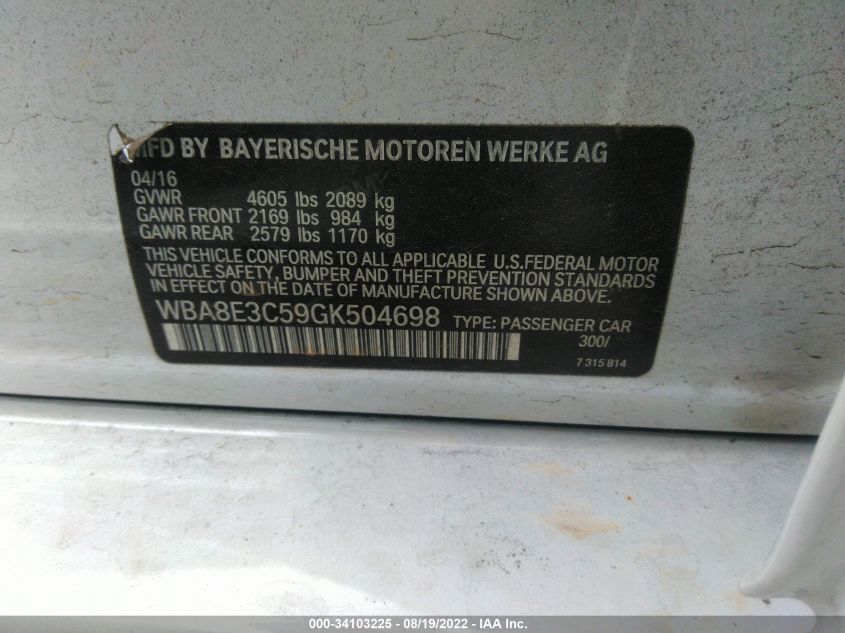 MFD BY BAYERISCHE MOTOREN WERKE AG
04/16
GVWR 4605 lbs 2089 kg
GAWR FRONT 2169 lbs 984 kg
GAWR REAR 2579 lbs 1170 kg
THIS VEHICLE CONFORMS TO ALL APPLICABLE U.S.FEDERAL MOTOR
VEHICLE SAFETY, BUMPER AND THEFT PREVENTION STANDARDS
IN EFFECT ON THE DATE OF MANUFACTURE SHOWN ABOVE.
WBA8E3C59GK504698 TYPE: PASSENGER CAR
300/
7 315 814
000-34103225 - 08/19/2022 - IAA Inc.